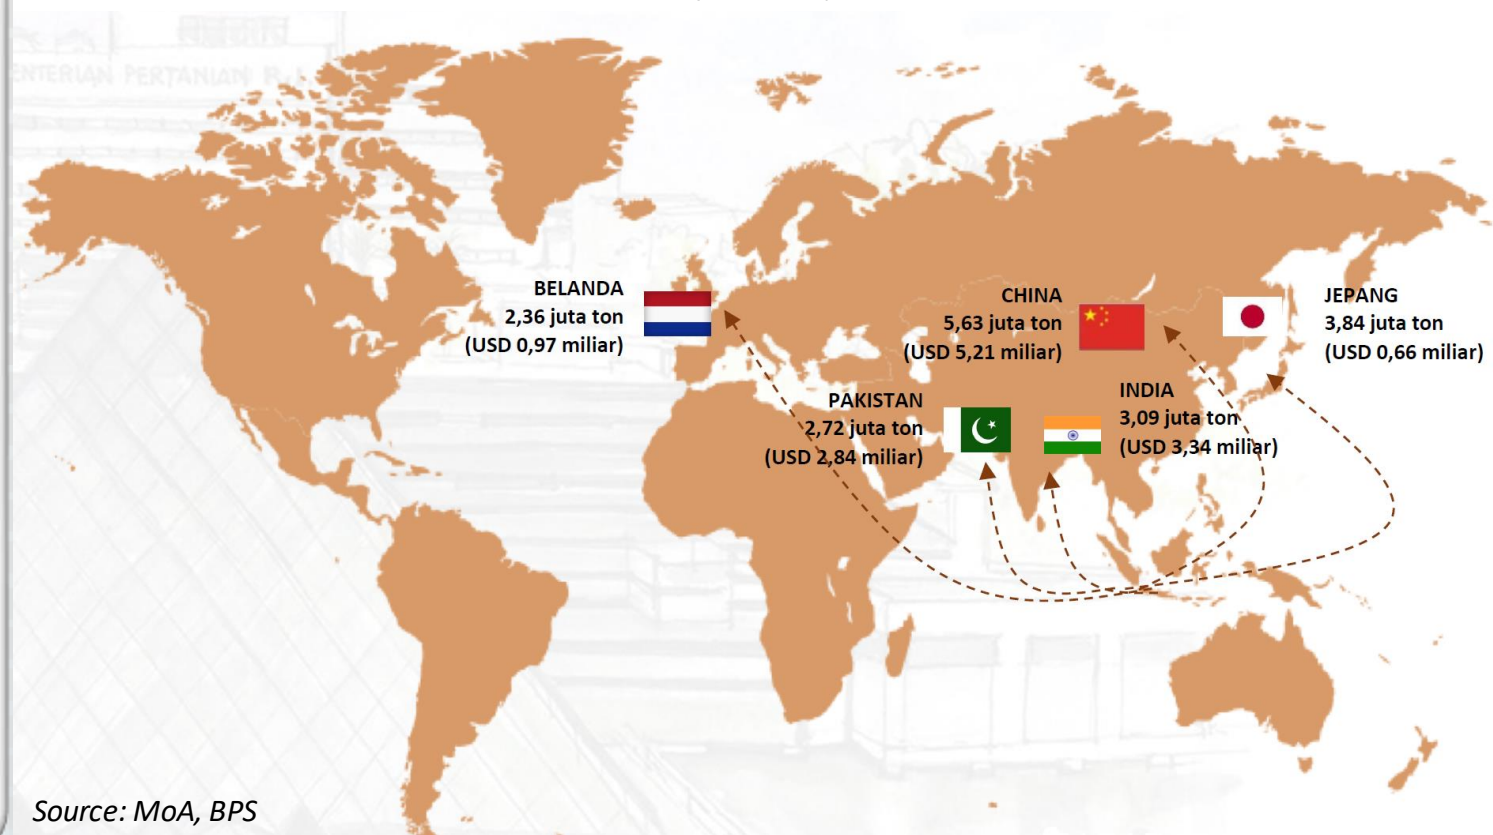 ENTERIAN PERTANIAN R.I.
BELANDA
2,36 juta ton
(USD 0,97 miliar)
CHINA
5,63 juta ton
(USD 5,21 miliar)
JEPANG
3,84 juta ton
(USD 0,66 miliar)
PAKISTAN
2,72 juta ton
(USD 2,84 miliar)
INDIA
3,09 juta ton
(USD 3,34 miliar)
Source: MoA, BPS